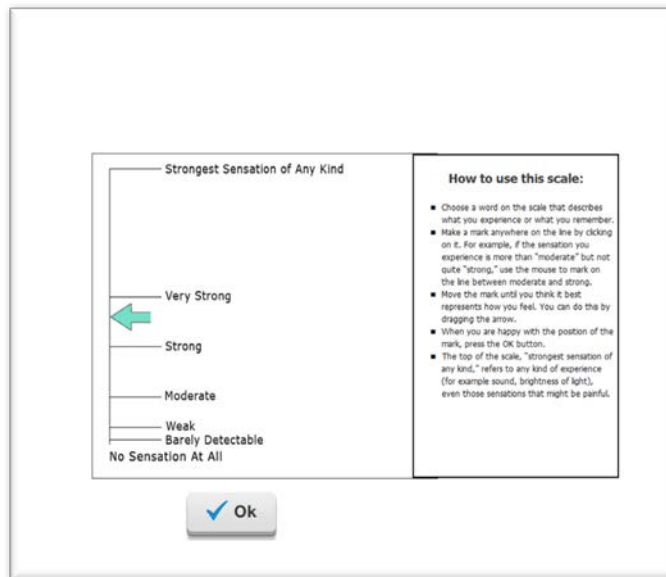 Strongest Sensation of Any Kind
Very Strong
Strong
Moderate
Weak
Barely Detectable
No Sensation At All
How to use this scale:
Choose a word on the scale that describes
what you experience or what you remember.
Make a mark anywhere on the line by clicking
on it. For example, if the sensation you
experience is more than "moderate" but not
quite "strong," use the mouse to mark on
the line between moderate and strong.
Move the mark until you think it best
represents how you feel. You can do this by
dragging the arrow.
When you are happy with the position of the
mark, press the OK button.
The top of the scale, "strongest sensation of
any kind," refers to any kind of experience
(for example sound, brightness of light),
even those sensations that might be painful.
Ok